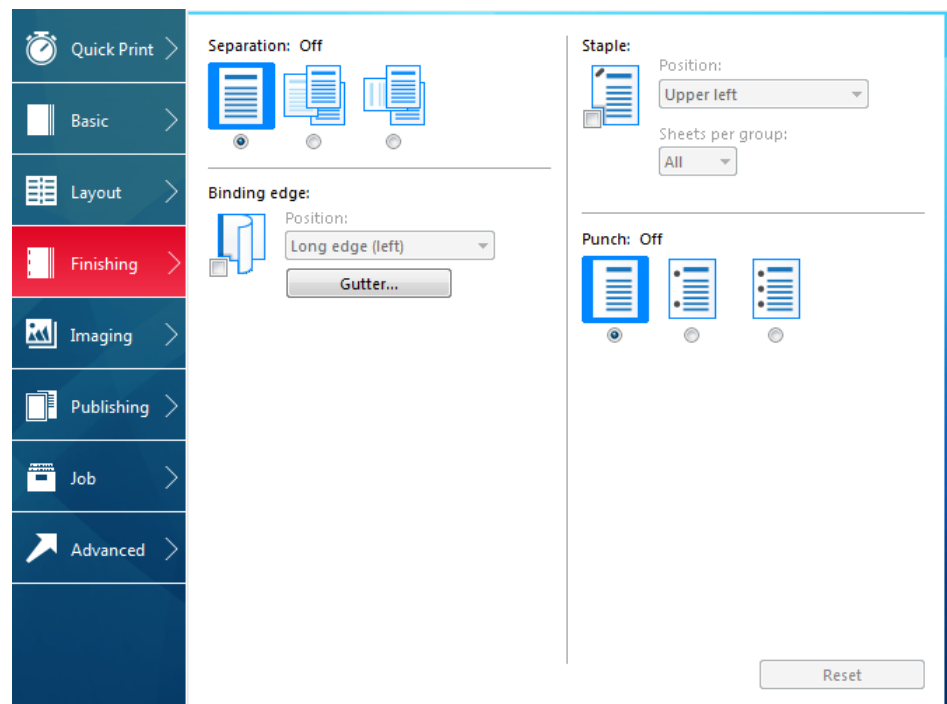 Quick Print
Basic
Layout
Finishing
Imaging
Publishing
Job
Advanced
Separation: Off
Binding edge:
Position:
Long edge (left)
Gutter...
Staple:
Position:
Upper left
Sheets per group:
All
Punch: Off
Reset